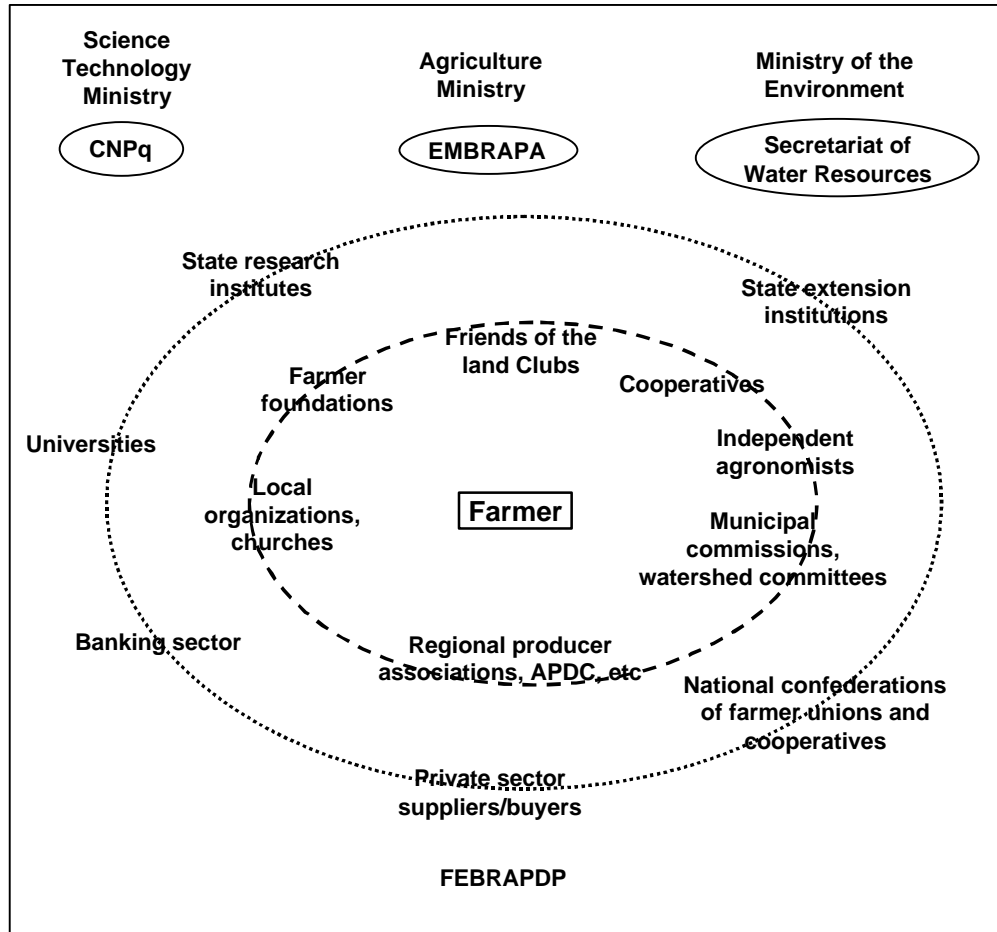 Science
Technology
Ministry
Agriculture
Ministry
Ministry of the
Environment
CNPq
EMBRAPA
Secretariat of
Water Resources
State research
institutes
State extension
institutions
Friends of the
land Clubs
Farmer
foundations
Cooperatives
Universities
Independent
agronomists
Local
organizations,
churches
Farmer
Municipal
commissions,
watershed committees
Banking sector
Regional producer
associations, APDC, etc
National confederations
of farmer unions and
cooperatives
Private sector
suppliers/buyers
FEBRAPDP